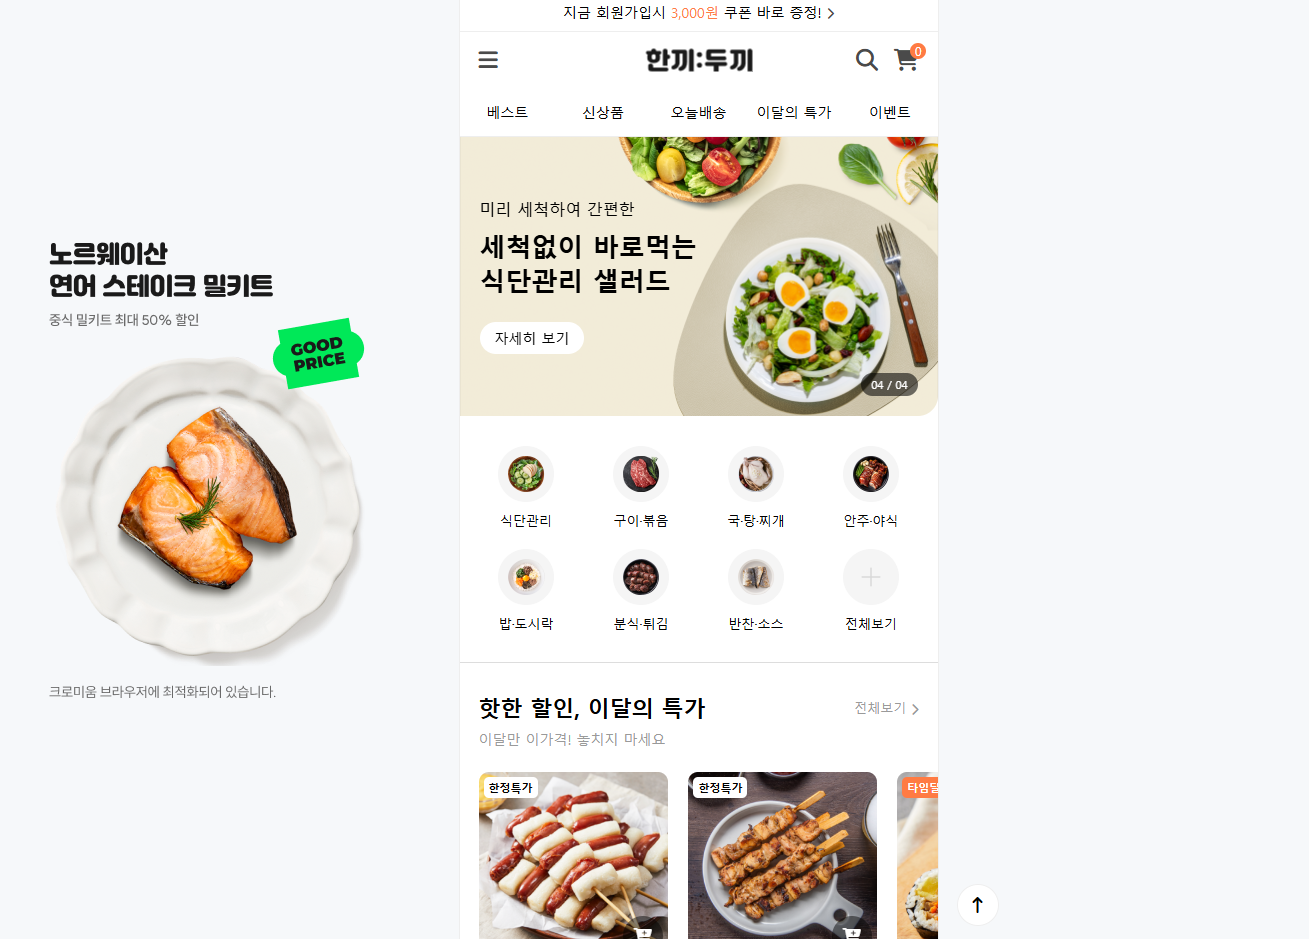 지금 회원가입시 3,000원 쿠폰 바로 증정!
한끼:두끼
0
베스트 신상품 오늘배송 이달의 특가 이벤트
미리 세척하여 간편한
세척없이 바로먹는
식단관리 샐러드
자세히 보기
04 / 04
노르웨이산
연어 스테이크 밀키트
중식 밀키트 최대 50% 할인
GOOD
PRICE
크로미움 브라우저에 최적화되어 있습니다.
식단관리 구이·볶음 국·탕·찌개 안주·야식
밥·도시락 분식·튀김 반찬·소스 전체보기
핫한 할인, 이달의 특가
전체보기
이달만 이가격! 놓치지 마세요
한정특가 한정특가